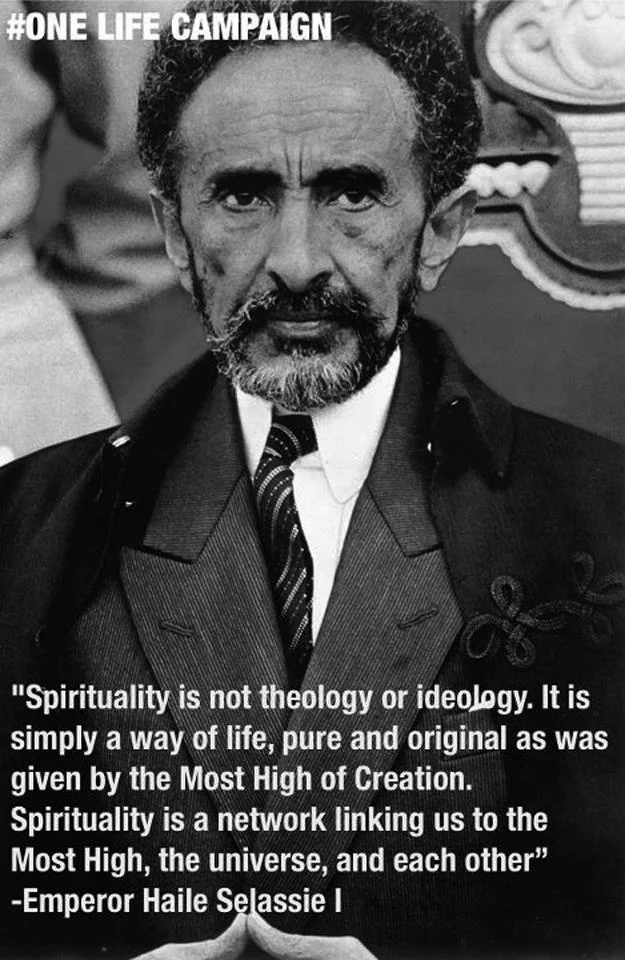 #ONE LIFE CAMPAIGN
"Spirituality is not theology or ideology. It is
simply a way of life, pure and original as was
given by the Most High of Creation.
Spirituality is a network linking us to the
Most High, the universe, and each other”
-Emperor Haile Selassie I